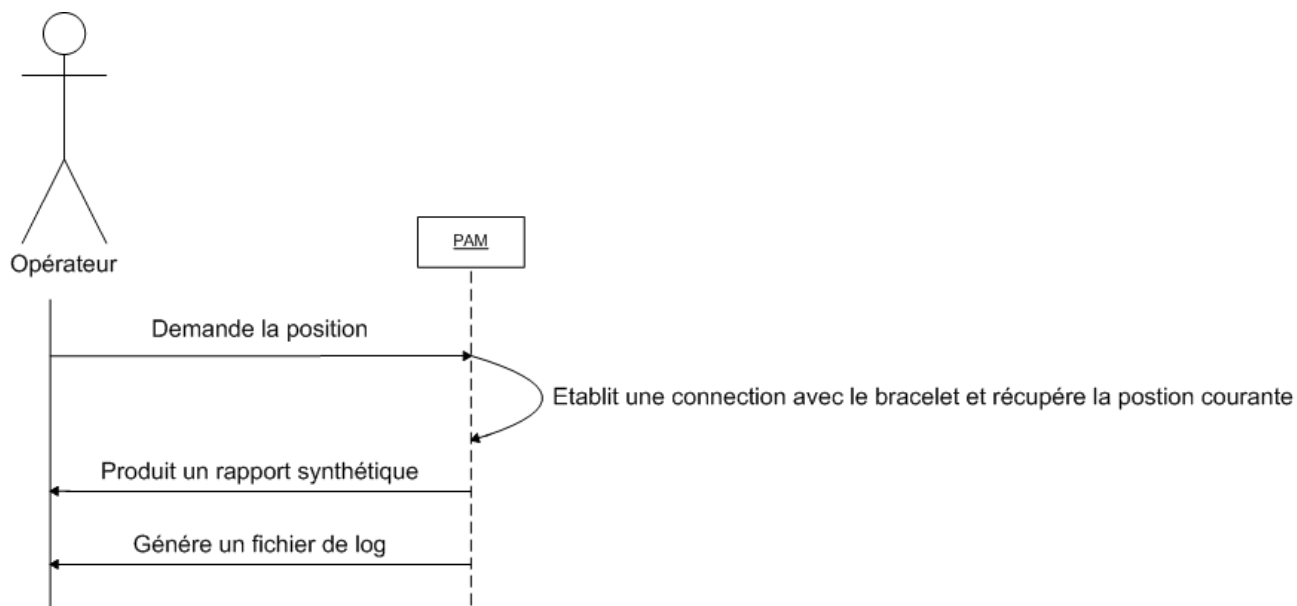 PAM
Opérateur
Demande la position
Etablit une connection avec le bracelet et récupére la postion courante
Produit un rapport synthétique
Génére un fichier de log